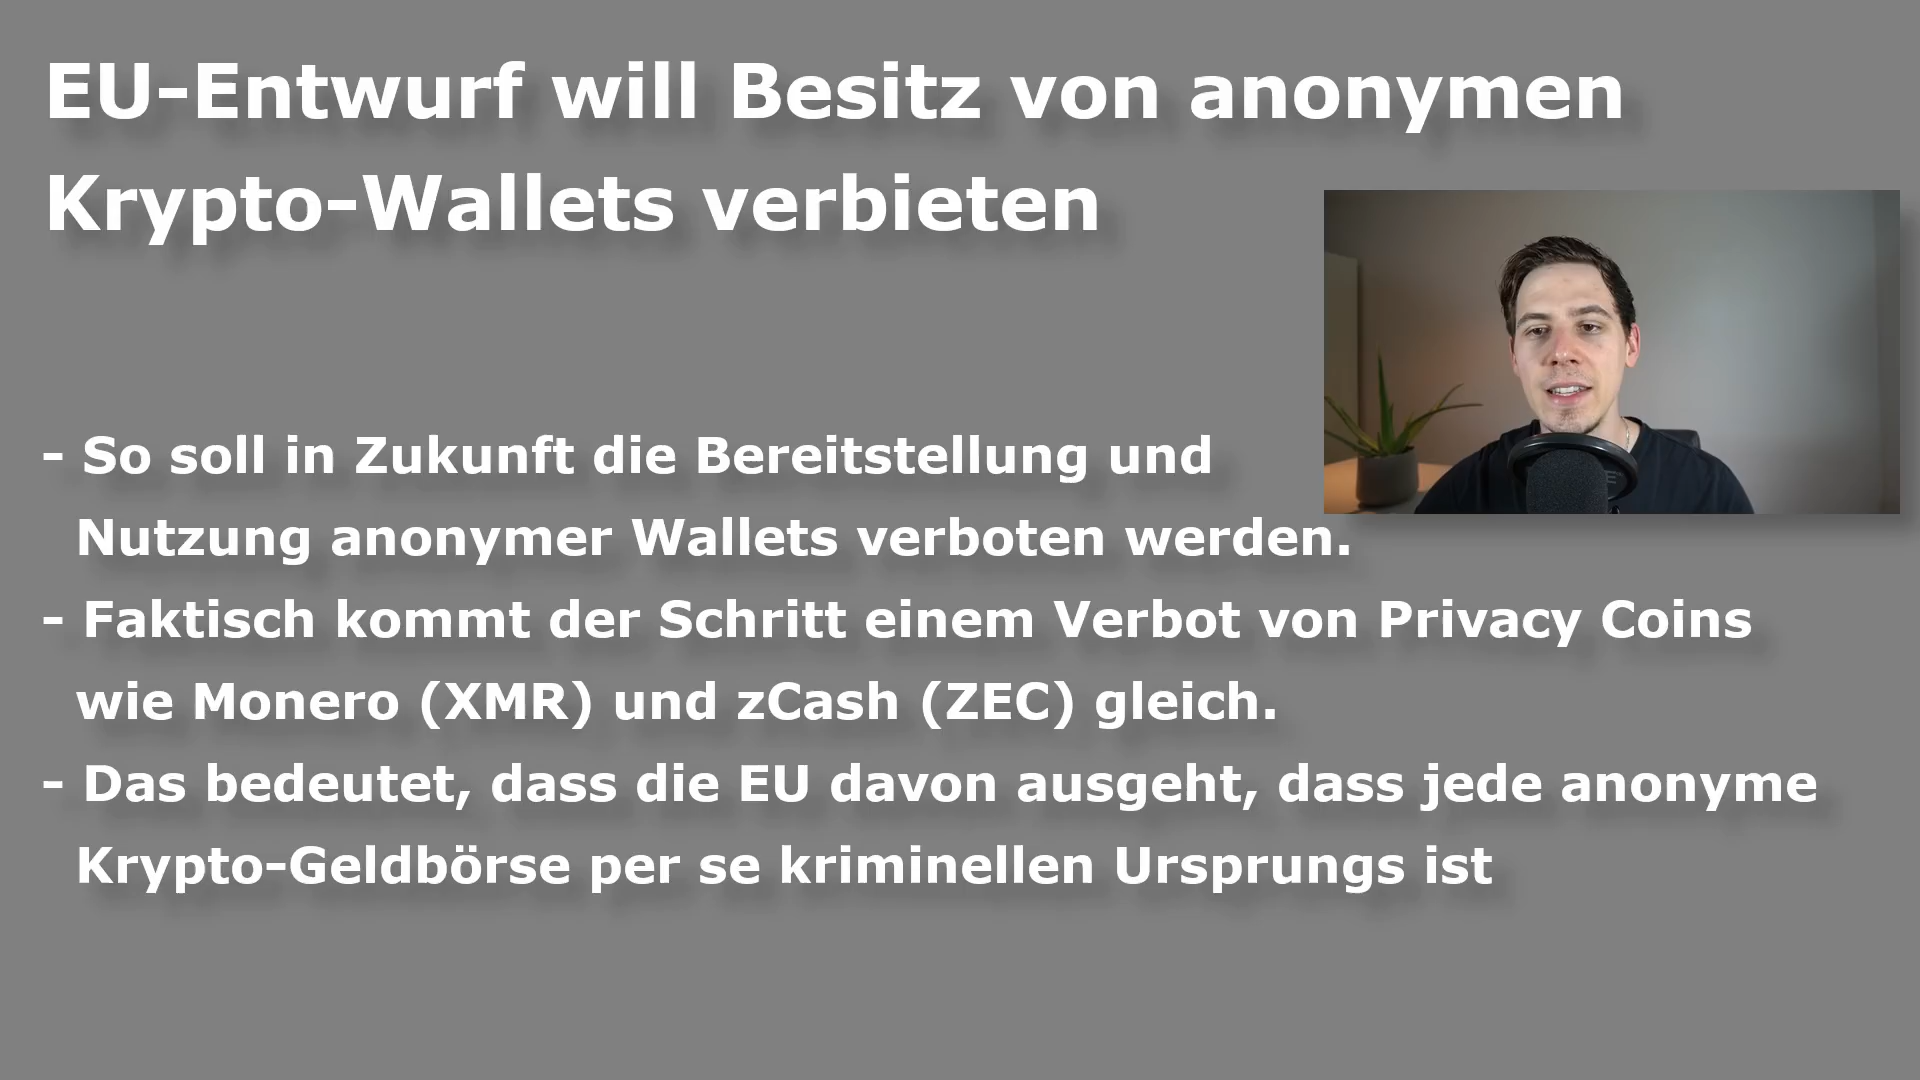 EU-Entwurf will Besitz von anonymen
Krypto-Wallets verbieten
- So soll in Zukunft die Bereitstellung und
Nutzung anonymer Wallets verboten werden.
- Faktisch kommt der Schritt einem Verbot von Privacy Coins
wie Monero (XMR) und zCash (ZEC) gleich.
- Das bedeutet, dass die EU davon ausgeht, dass jede anonyme
Krypto-Geldbörse per se kriminellen Ursprungs ist